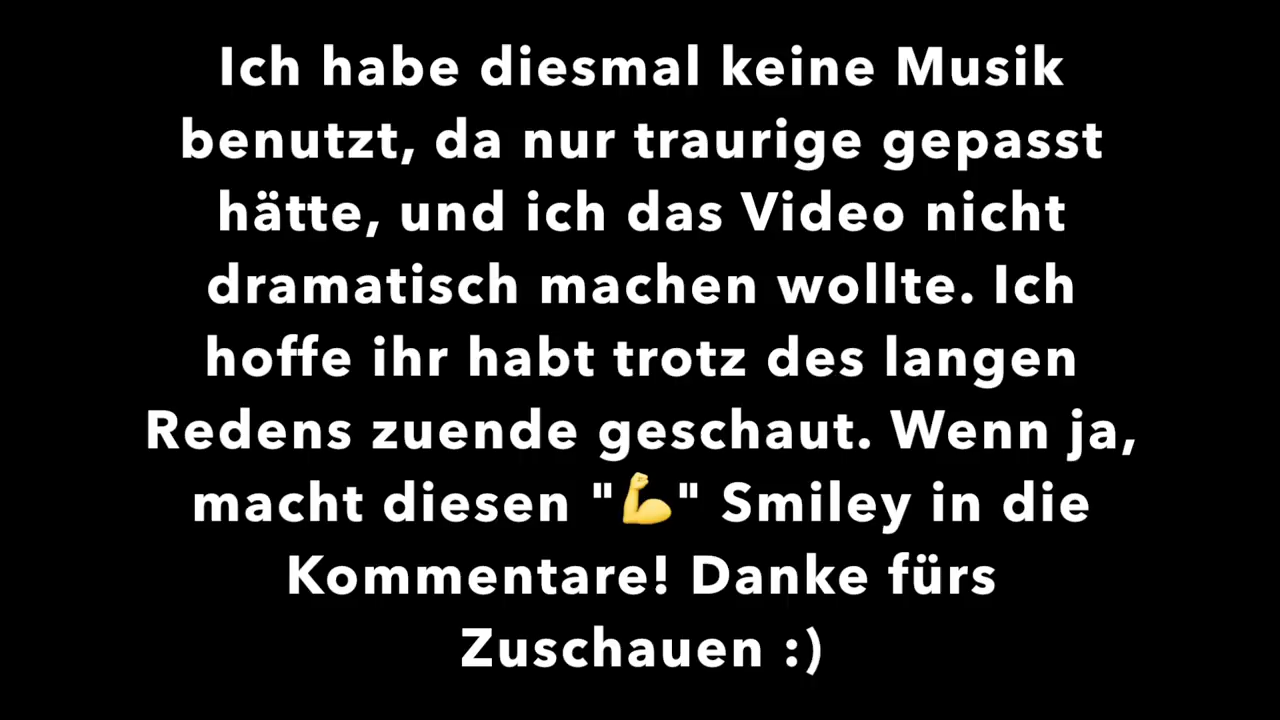 Ich habe diesmal keine Musik
benutzt, da nur traurige gepasst
hätte, und ich das Video nicht
dramatisch machen wollte. Ich
hoffe ihr habt trotz des langen
Redens zuende geschaut. Wenn ja,
macht diesen "💪" Smiley in die
Kommentare! Danke fürs
Zuschauen :)